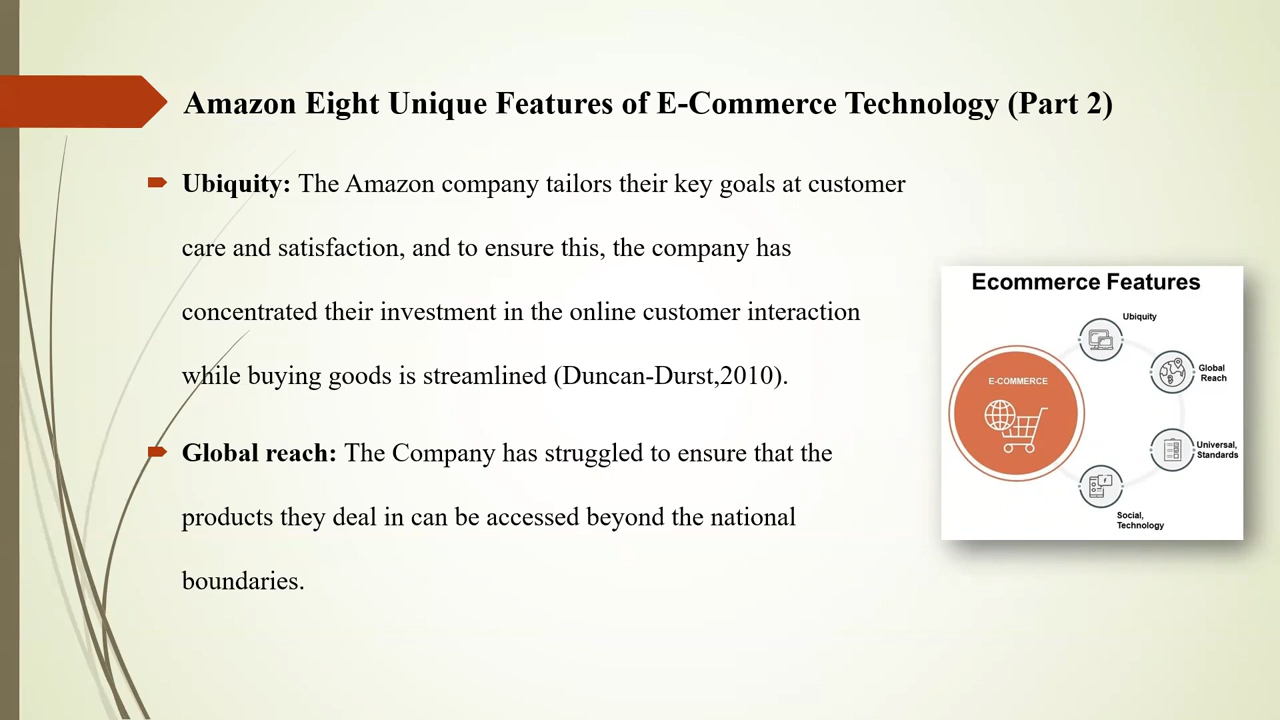 Amazon Eight Unique Features of E-Commerce Technology (Part 2)
Ubiquity: The Amazon company tailors their key goals at customer
care and satisfaction, and to ensure this, the company has
concentrated their investment in the online customer interaction
while buying goods is streamlined (Duncan-Durst,2010).
Global reach: The Company has struggled to ensure that the
products they deal in can be accessed beyond the national
boundaries.
Ecommerce Features
Ubiquity
Global
Reach
E-COMMERCE
Universal,
Standards
Social,
Technology